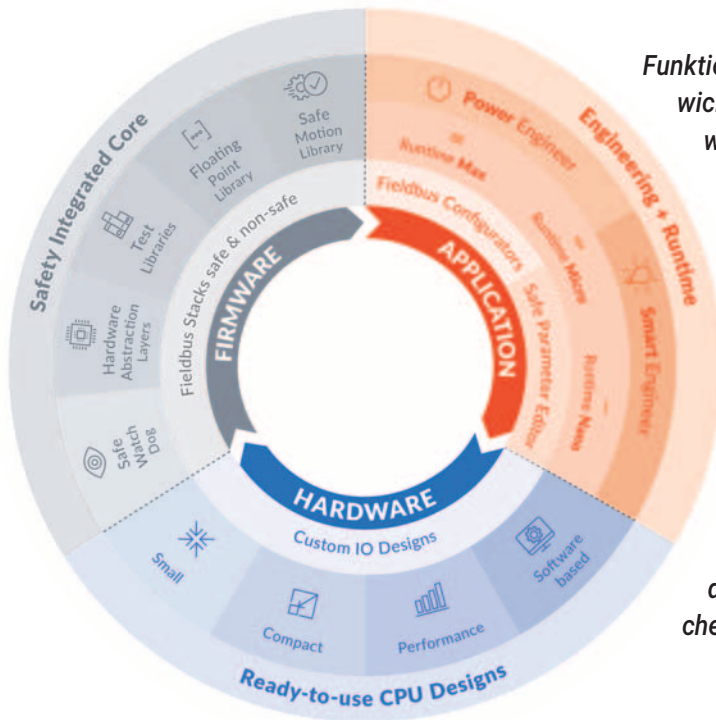 Safety Integrated Core
Safe
Motion
Library
Floating
Point
Library
Test
Libraries
Hardware
Abstraction
Layers
Safe
Watch
Dog
Fieldbus Stacks safe & non-safe
FIRMWARE
Engineering + Runtime
Power Engineer
Smart Engineer
Runtime Max
Runtime Micro
Runtime Nano
Fieldbus Configurators
Safe Parameter Editor
APPLICATION
HARDWARE
Custom IO Designs
Small
Compact
Performance
Software
based
Ready-to-use CPU Designs
Funktio
wic
w
che